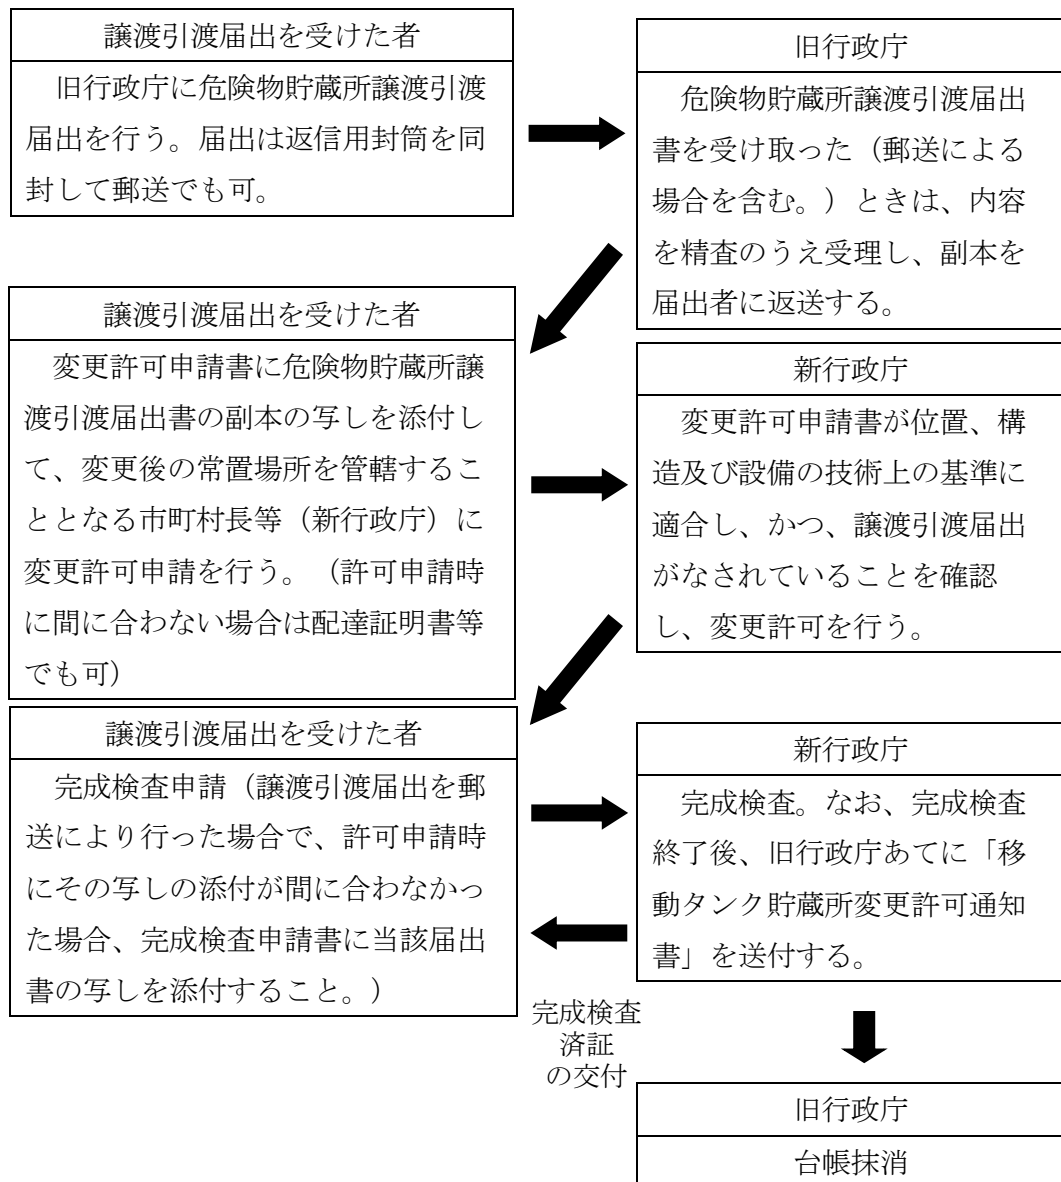 譲渡引渡届出を受けた者
旧行政庁に危険物貯蔵所譲渡引渡
届出を行う。届出は返信用封筒を同
封して郵送でも可。
旧行政庁
危険物貯蔵所譲渡引渡届出
書を受け取った（郵送による
場合を含む。）ときは、内容
を精査のうえ受理し、副本を
届出者に返送する。
譲渡引渡届出を受けた者
変更許可申請書に危険物貯蔵所譲
渡引渡届出書の副本の写しを添付し
て、変更後の常置場所を管轄するこ
ととなる市町村長等（新行政庁）に
変更許可申請を行う。（許可申請時
に間に合わない場合は配達証明書等
でも可）
新行政庁
変更許可申請書が位置、構
造及び設備の技術上の基準に
適合し、かつ、譲渡引渡届出
がなされていることを確認
し、変更許可を行う。
譲渡引渡届出を受けた者
完成検査申請（譲渡引渡届出を郵
送により行った場合で、許可申請時
にその写しの添付が間に合わなかっ
た場合、完成検査申請書に当該届出
書の写しを添付すること。）
新行政庁
完成検査。なお、完成検査
終了後、旧行政庁あてに「移
動タンク貯蔵所変更許可通知
書」を送付する。
完成検査
済証
の交付
旧行政庁
台帳抹消